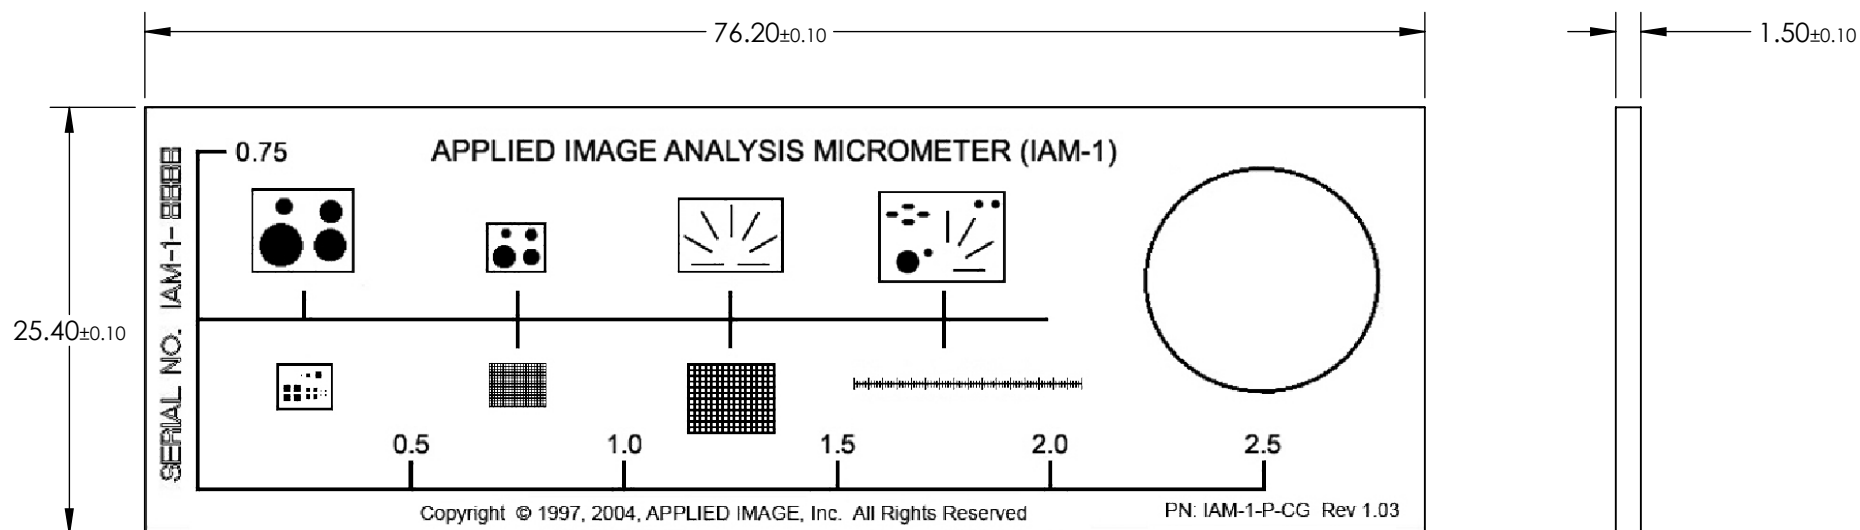 76.20±0.10
1.50±0.10
25.40±0.10
SERIAL NO. IAM-1- 8888
0.75
APPLIED IMAGE ANALYSIS MICROMETER (IAM-1)
0.5 1.0 1.5 2.0 2.5
Copyright © 1997, 2004, APPLIED IMAGE, Inc. All Rights Reserved
PN: IAM-1-P-CG Rev 1.03